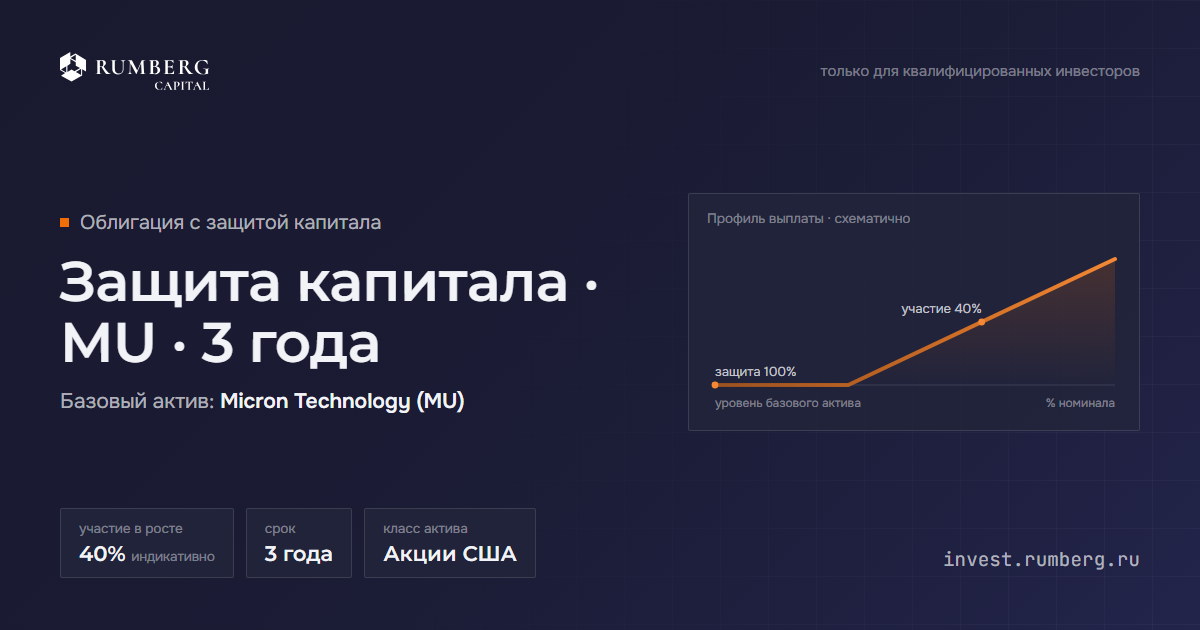 RUMBERG
CAPITAL
только для квалифицированных инвесторов
Облигация с защитой капитала
Защита капитала ·
MU · 3 года
Базовый актив: Micron Technology (MU)
Профиль выплаты · схематично
участие 40%
защита 100%
уровень базового актива
% номинала
участие в росте
40% индикативно
срок
3 года
класс актива
Акции США
invest.rumberg.ru